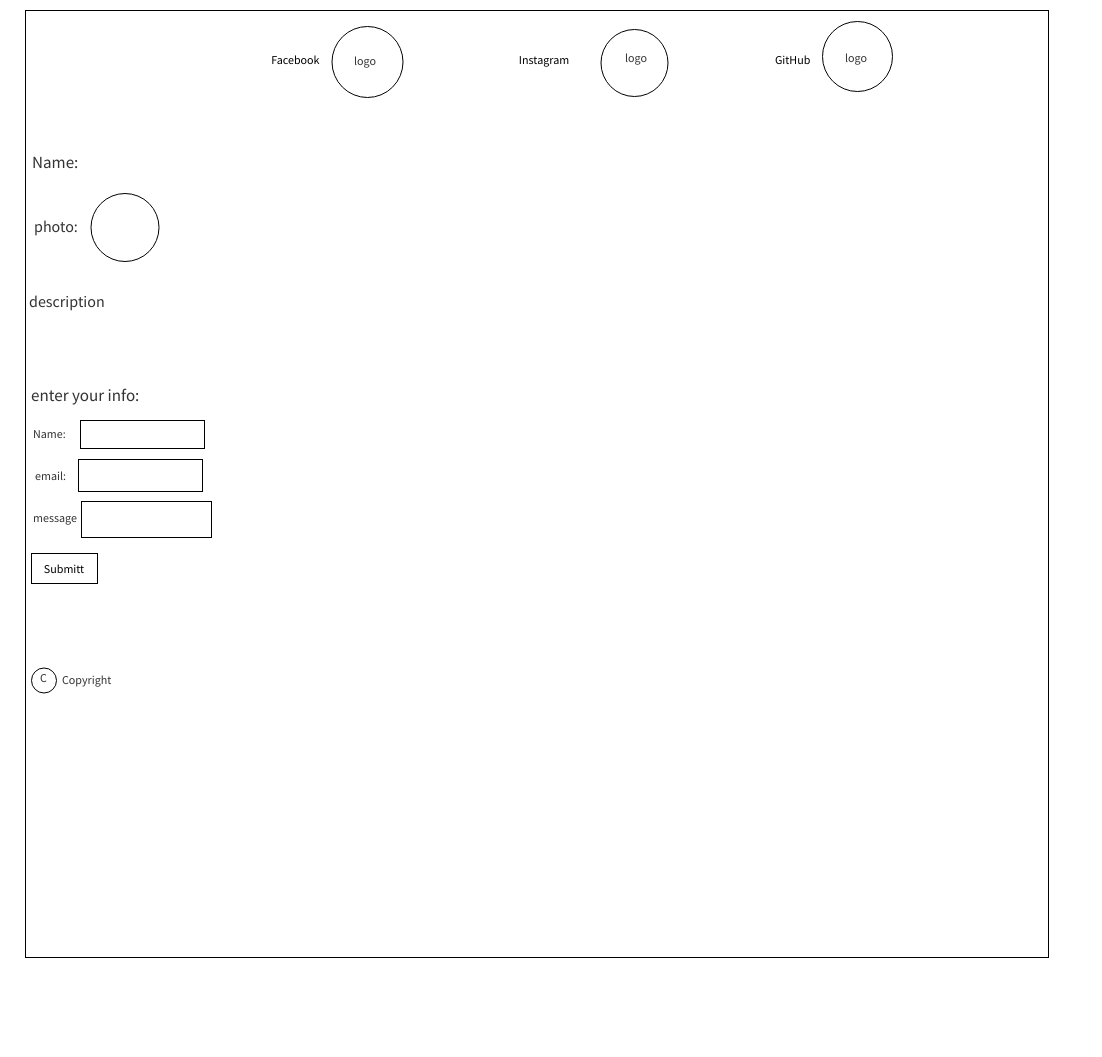 Facebook logo Instagram logo GitHub logo
Name:
photo:
description
enter your info:
Name:
email:
message
Submitt
C Copyright